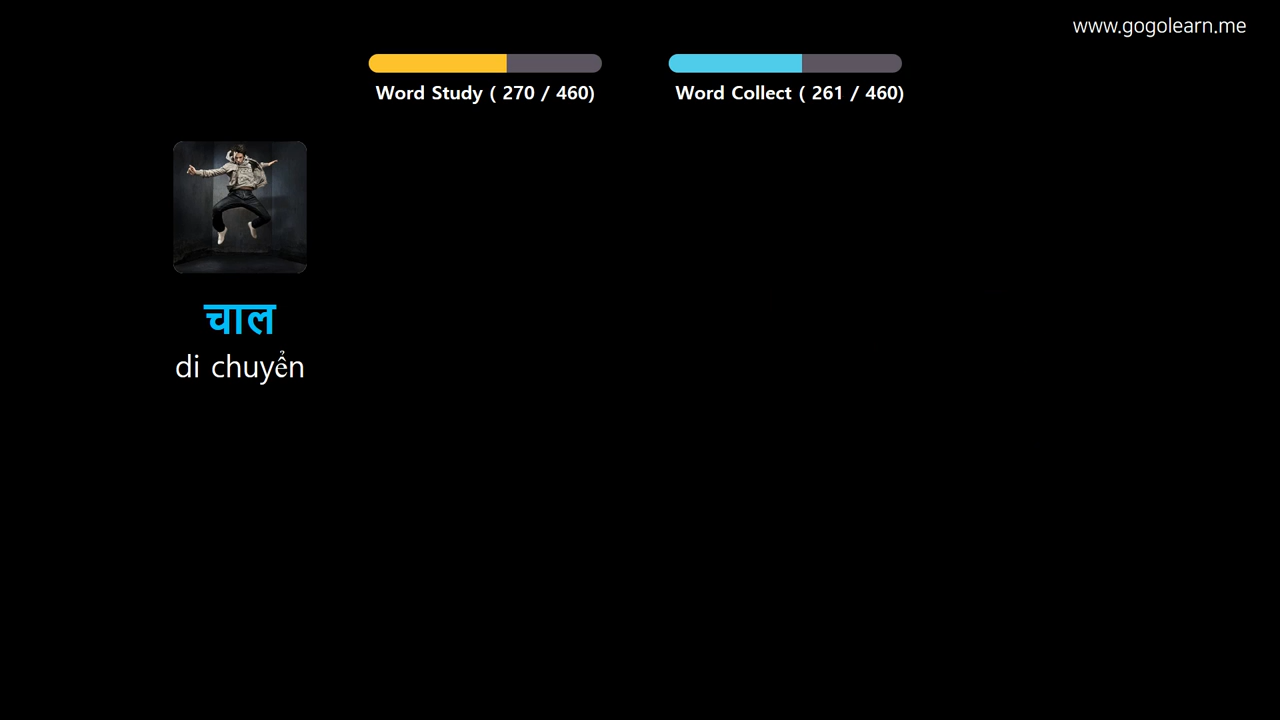 www.gogolearn.me
Word Study ( 270 / 460)
Word Collect ( 261 / 460)
चाल
di chuyển